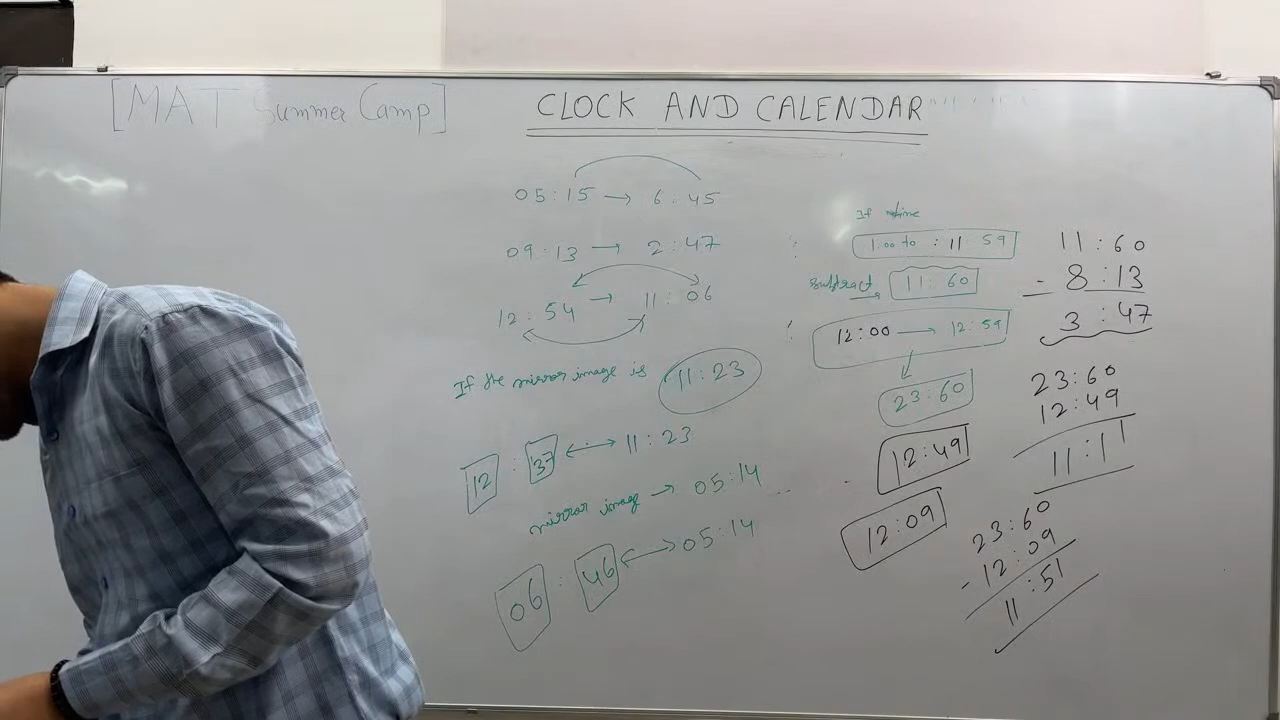 [MAT Summer Camp]
CLOCK AND CALENDAR
05:15 → 6:45
09:13 → 2:47
12:54 → 11:06
If the mirror image is 11:23
12 : 37 ↔ 11:23
mirror image → 05:14
06 : 46 ↔ 05:14
If time
1:00 to : 11 59
subtract 11:60
12:00 → 12:59
23:60
12:49
12:09
11:60
- 8:13
3:47
23:60
12:49
11:11
23:60
- 12:09
11:51